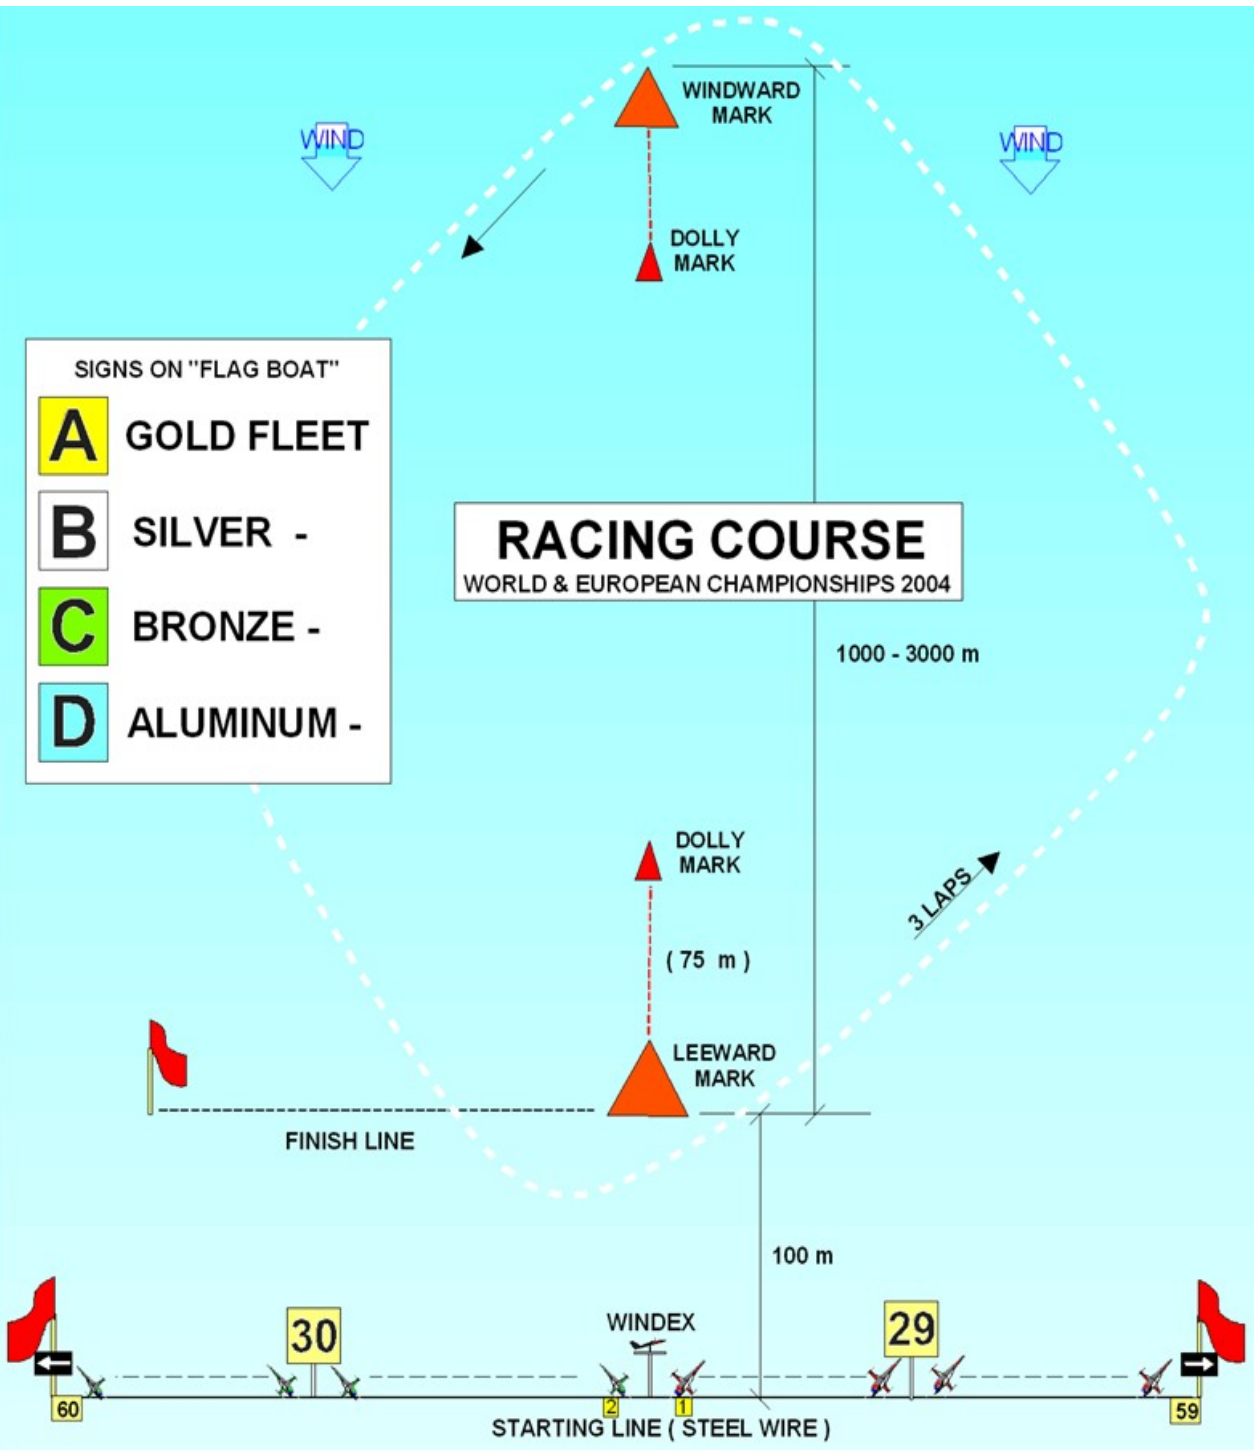 WINDWARD
MARK
WIND
WIND
DOLLY
MARK
SIGNS ON "FLAG BOAT"
A GOLD FLEET
B SILVER -
C BRONZE -
D ALUMINUM -
RACING COURSE
WORLD & EUROPEAN CHAMPIONSHIPS 2004
1000 - 3000 m
DOLLY
MARK
3 LAPS
( 75 m )
LEEWARD
MARK
FINISH LINE
100 m
30
WINDEX
29
60
2
1
59
STARTING LINE ( STEEL WIRE )